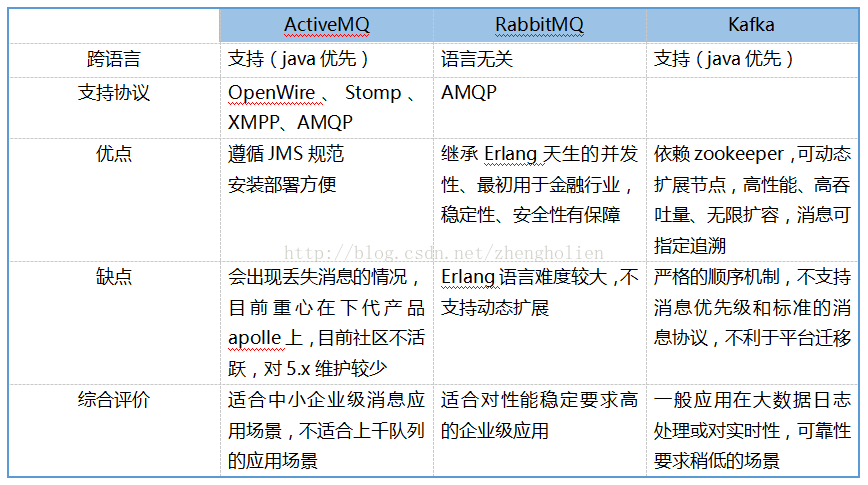 ActiveMQ RabbitMQ Kafka
跨语言 支持（java 优先） 语言无关 支持（java 优先）
支持协议 OpenWire、Stomp、 AMQP
XMPP、AMQP
优点 遵循 JMS 规范 继承 Erlang 天生的并发 依赖 zookeeper，可动态
安装部署方便 性、最初用于金融行业， 扩展节点，高性能、高吞
稳定性、安全性有保障 吐量、无限扩容，消息可
指定追溯
http://blog.csdn.net/zhengholien
缺点 会出现丢失消息的情况， Erlang 语言难度较大，不 严格的顺序机制，不支持
目前重心在下代产品 支持动态扩展 消息优先级和标准的消
apolle 上，目前社区不活 息协议，不利于平台迁移
跃，对 5.x 维护较少
综合评价 适合中小企业级消息应 适合对性能稳定要求高 一般应用在大数据日志
用场景，不适合上千队列 的企业级应用 处理或对实时性，可靠性
的应用场景 要求稍低的场景